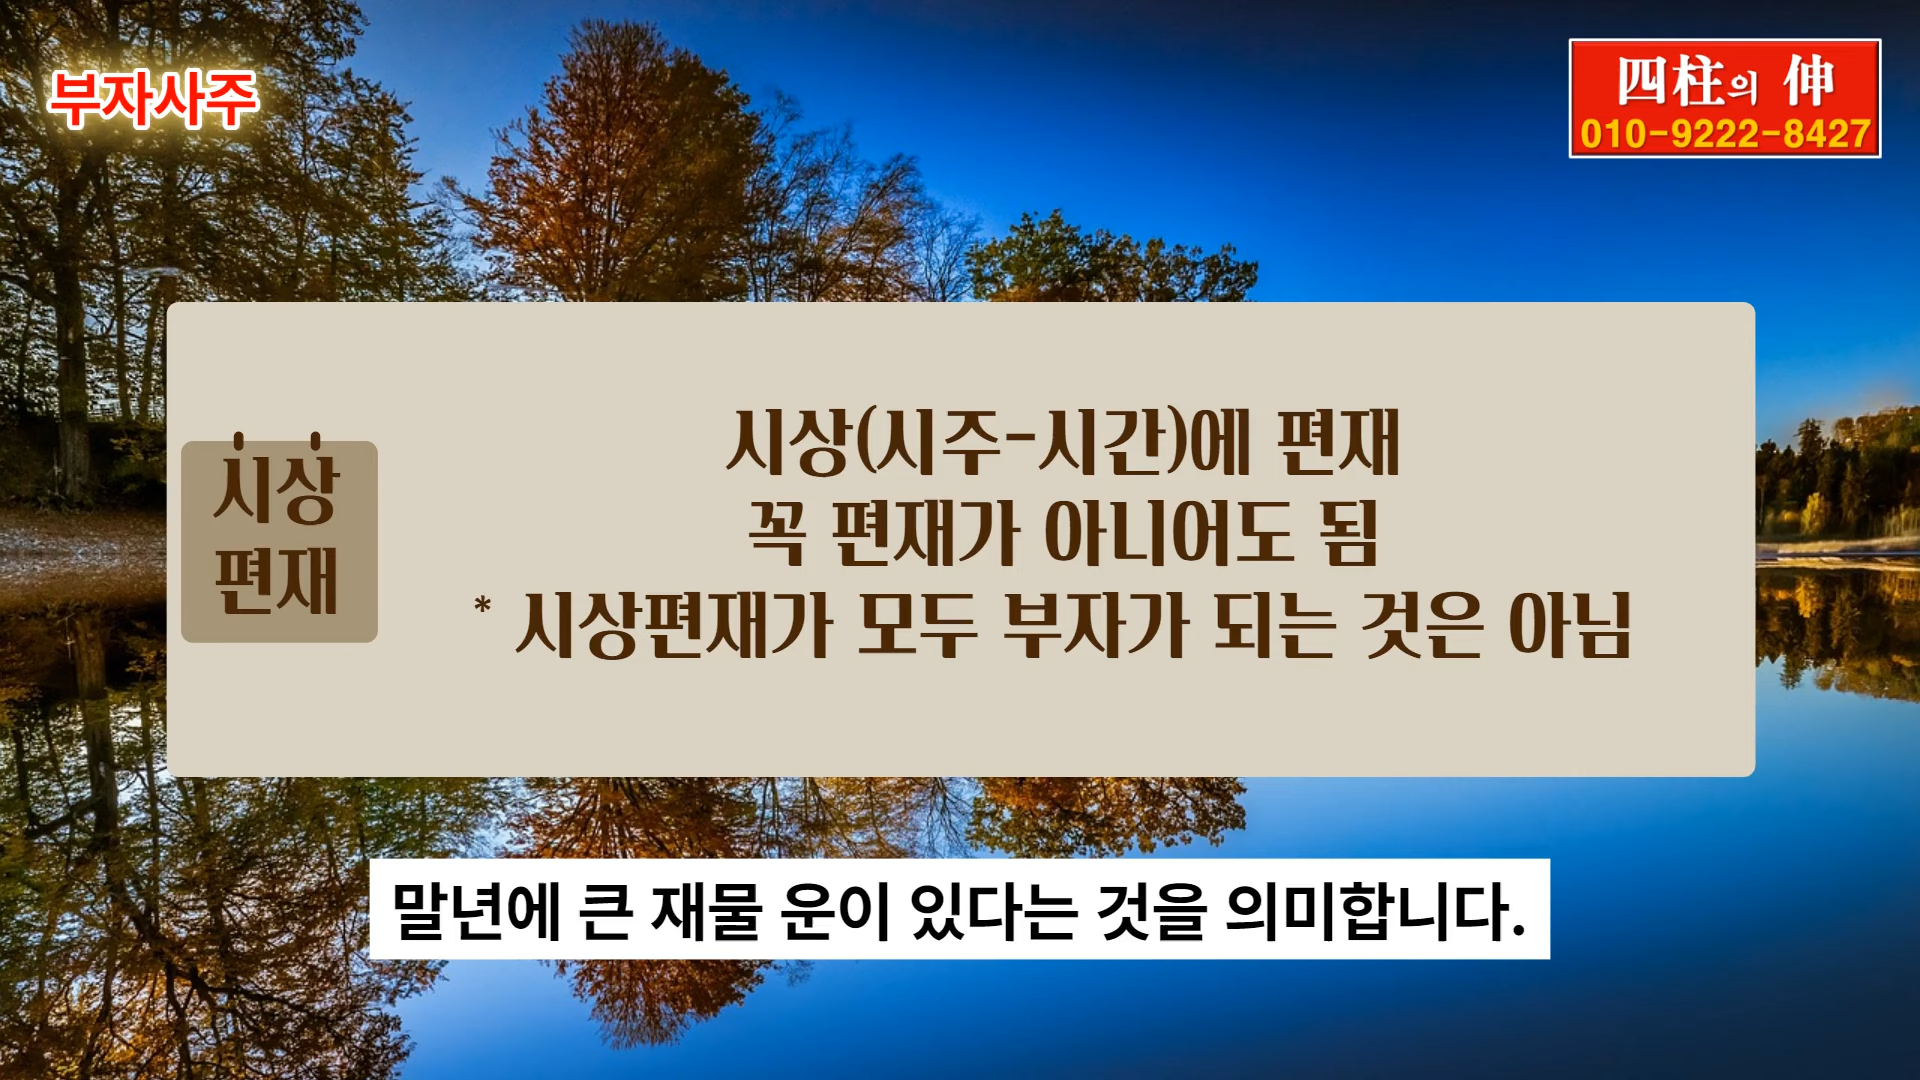 부자사주
四柱의 伸
010-9222-8427
시상
편재
시상(시주-시간)에 편재
꼭 편재가 아니어도 됨
* 시상편재가 모두 부자가 되는 것은 아님
말년에 큰 재물 운이 있다는 것을 의미합니다.